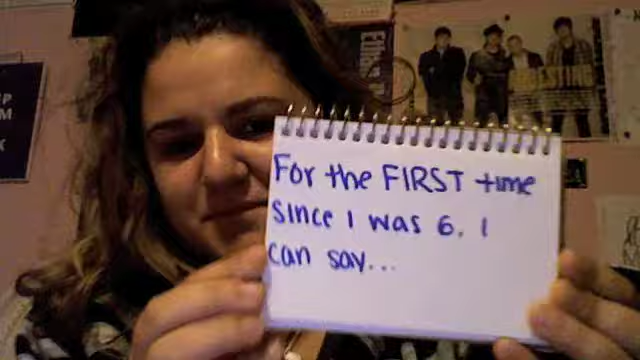 For the FIRST time
since I was 6, I
can say...